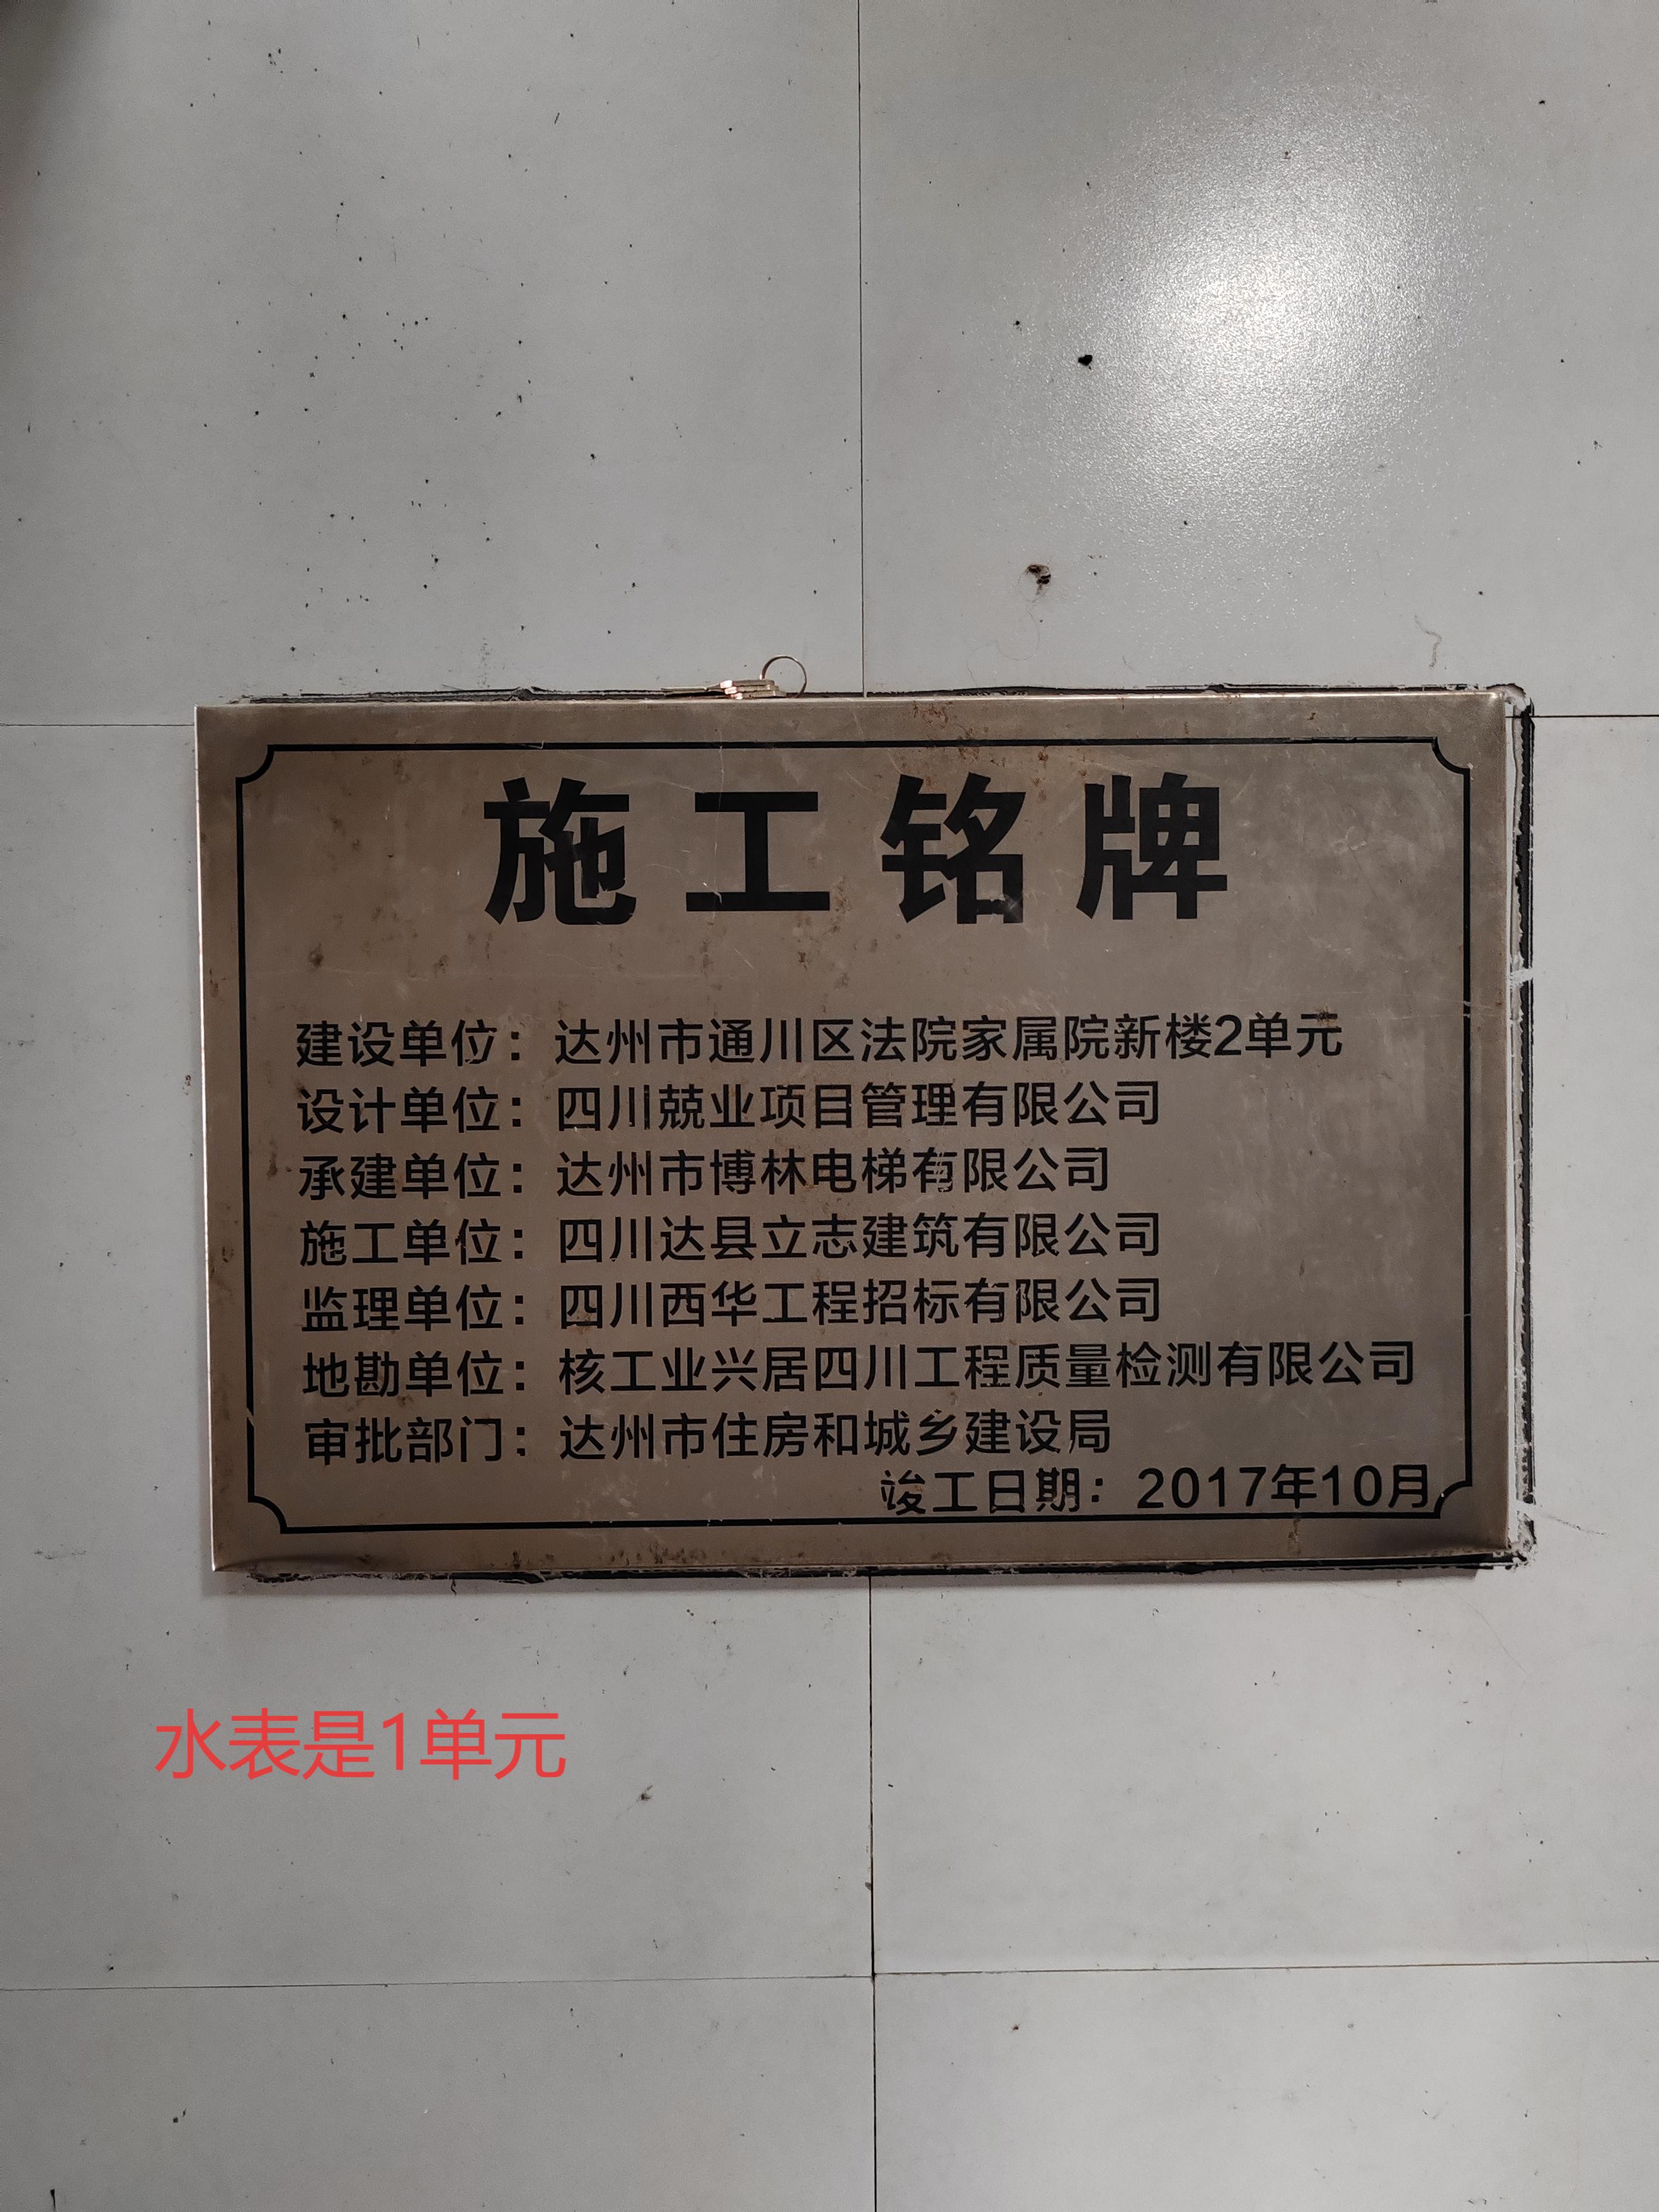 施工铭牌
建设单位：达州市通川区法院家属院新楼2单元
设计单位：四川兢业项目管理有限公司
承建单位：达州市博林电梯有限公司
施工单位：四川达县立志建筑有限公司
监理单位：四川西华工程招标有限公司
地勘单位：核工业兴居四川工程质量检测有限公司
审批部门：达州市住房和城乡建设局
竣工日期：2017年10月
水表是1单元